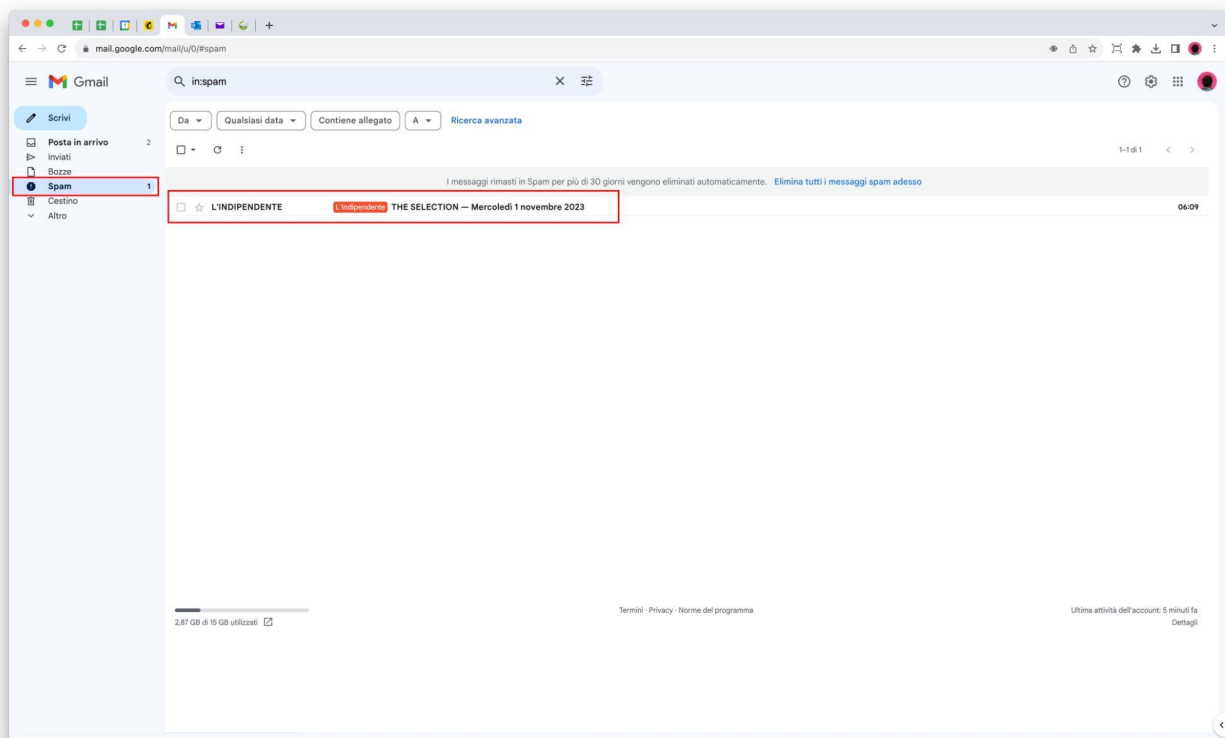 mail.google.com/mail/u/0/#spam
Gmail
in:spam
Scrivi
Posta in arrivo 2
Inviati
Bozze
Spam 1
Cestino
Altro
Da Qualsiasi data Contiene allegato A Ricerca avanzata
1–1 di 1
I messaggi rimasti in Spam per più di 30 giorni vengono eliminati automaticamente. Elimina tutti i messaggi spam adesso
L'INDIPENDENTE L'Indipendente THE SELECTION — Mercoledì 1 novembre 2023 06:09
2,87 GB di 15 GB utilizzati
Termini · Privacy · Norme del programma
Ultima attività dell'account: 5 minuti fa
Dettagli